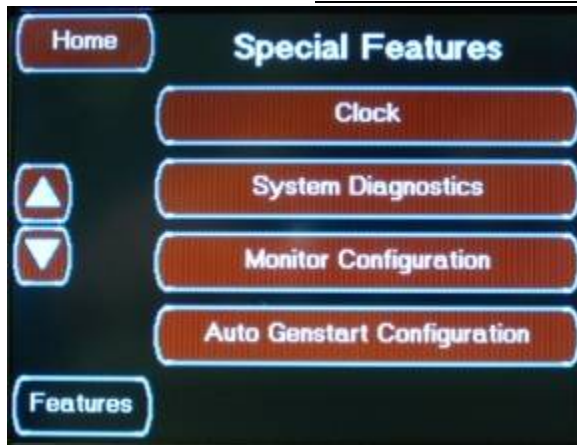 Home
Special Features
Clock
System Diagnostics
Monitor Configuration
Auto Genstart Configuration
Features